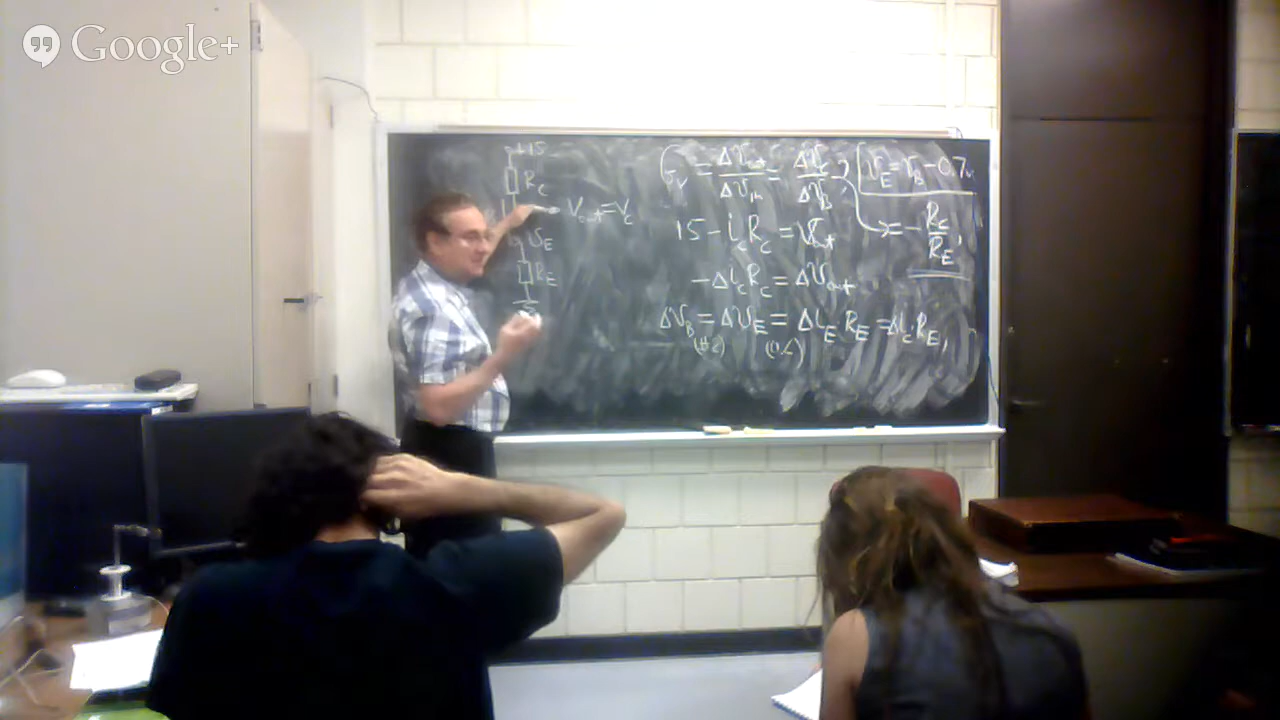 Google+
+15
R_C
V_out=V_C
V_E
R_E
G_V = ΔV_out/ΔV_in = ΔV_C/ΔV_B
V_E=V_B-0.7V
15-i_C R_C=V_out
=-R_C/R_E
-Δi_C R_C=ΔV_out
ΔV_B=ΔV_E=Δi_E R_E=Δi_C R_E